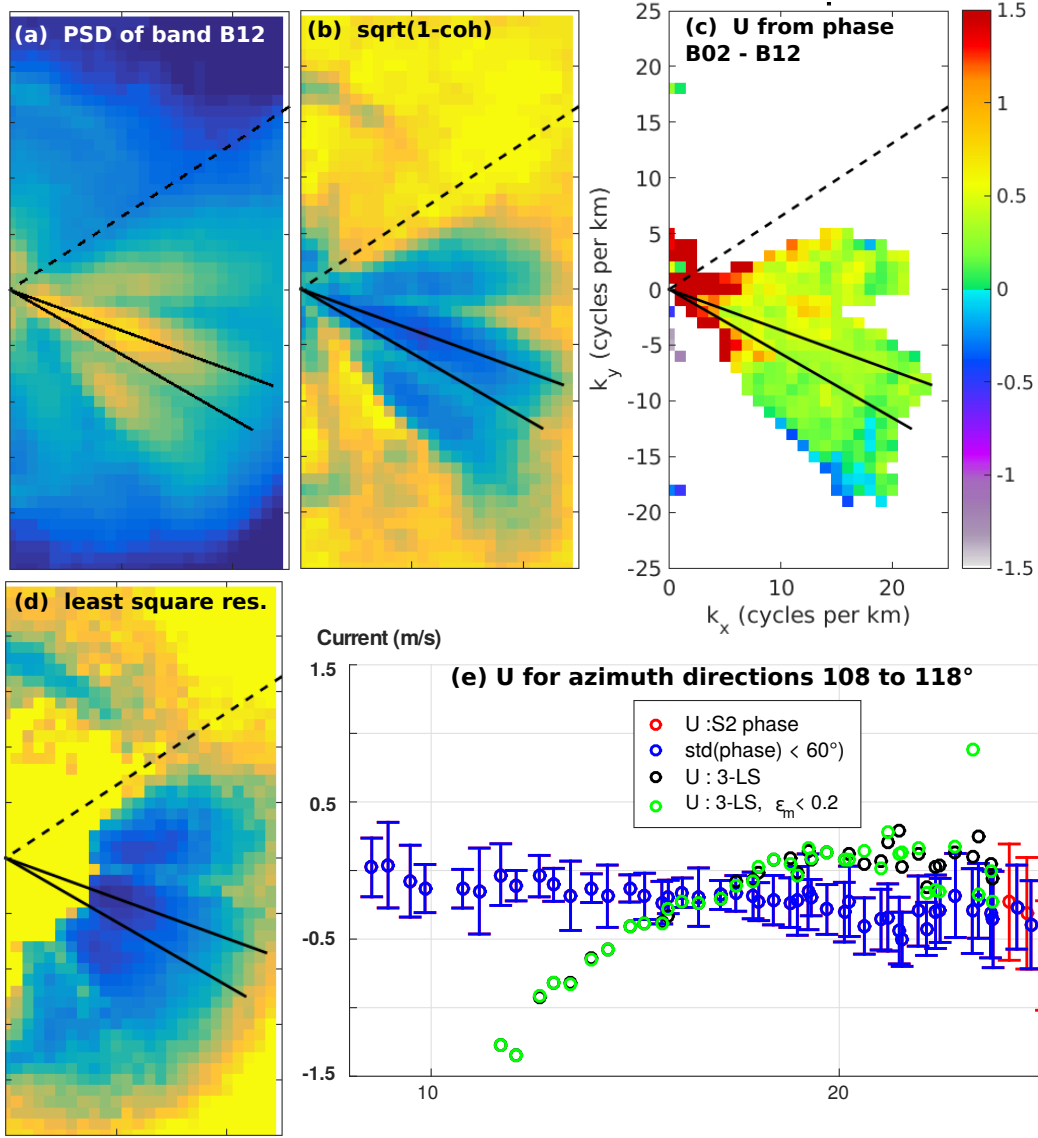 (a) PSD of band B12
(b) sqrt(1-coh)
(c) U from phase
B02 - B12
25
20
15
10
5
0
-5
-10
-15
-20
-25
k_y (cycles per km)
0
10
20
k_x (cycles per km)
1.5
1
0.5
0
-0.5
-1
-1.5
(d) least square res.
Current (m/s)
(e) U for azimuth directions 108 to 118°
U :S2 phase
std(phase) < 60°)
U : 3-LS
U : 3-LS, ε_m< 0.2
1.5
0.5
-0.5
-1.5
10
20